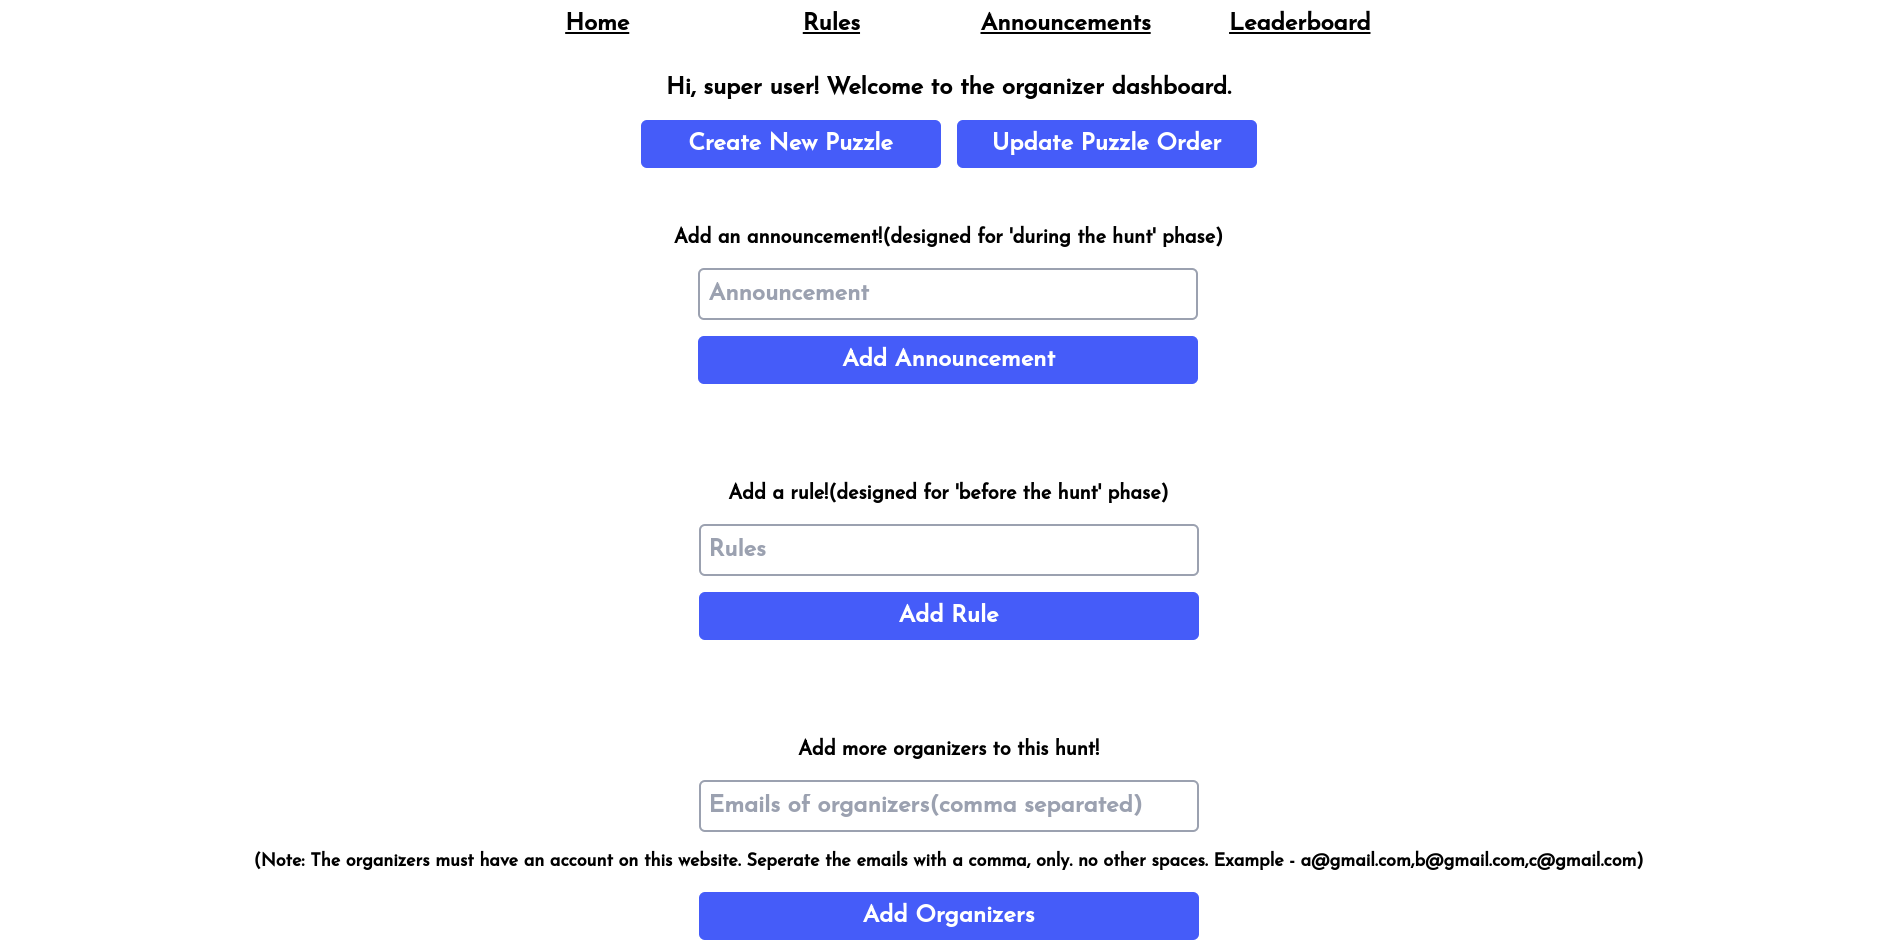 Home Rules Announcements Leaderboard
Hi, super user! Welcome to the organizer dashboard.
Create New Puzzle Update Puzzle Order
Add an announcement!(designed for 'during the hunt' phase)
Announcement
Add Announcement
Add a rule!(designed for 'before the hunt' phase)
Rules
Add Rule
Add more organizers to this hunt!
Emails of organizers(comma separated)
(Note: The organizers must have an account on this website. Seperate the emails with a comma, only. no other spaces. Example - a@gmail.com,b@gmail.com,c@gmail.com)
Add Organizers